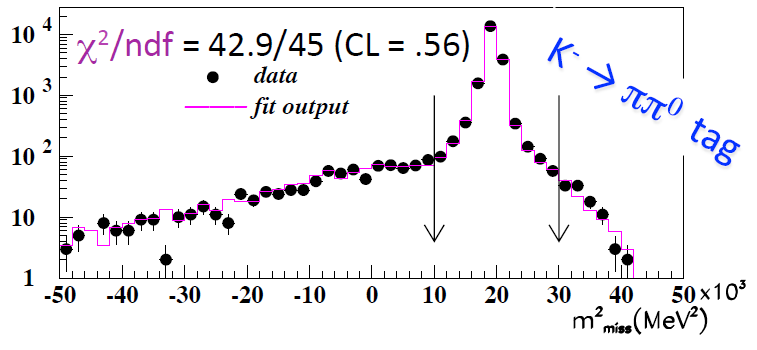 χ²/ndf = 42.9/45 (CL = .56)
data
fit output
K⁻ → ππ⁰ tag
10⁴
10³
10²
10
1
-50 -40 -30 -20 -10 0 10 20 30 40 50 ×10³
m²miss(MeV²)